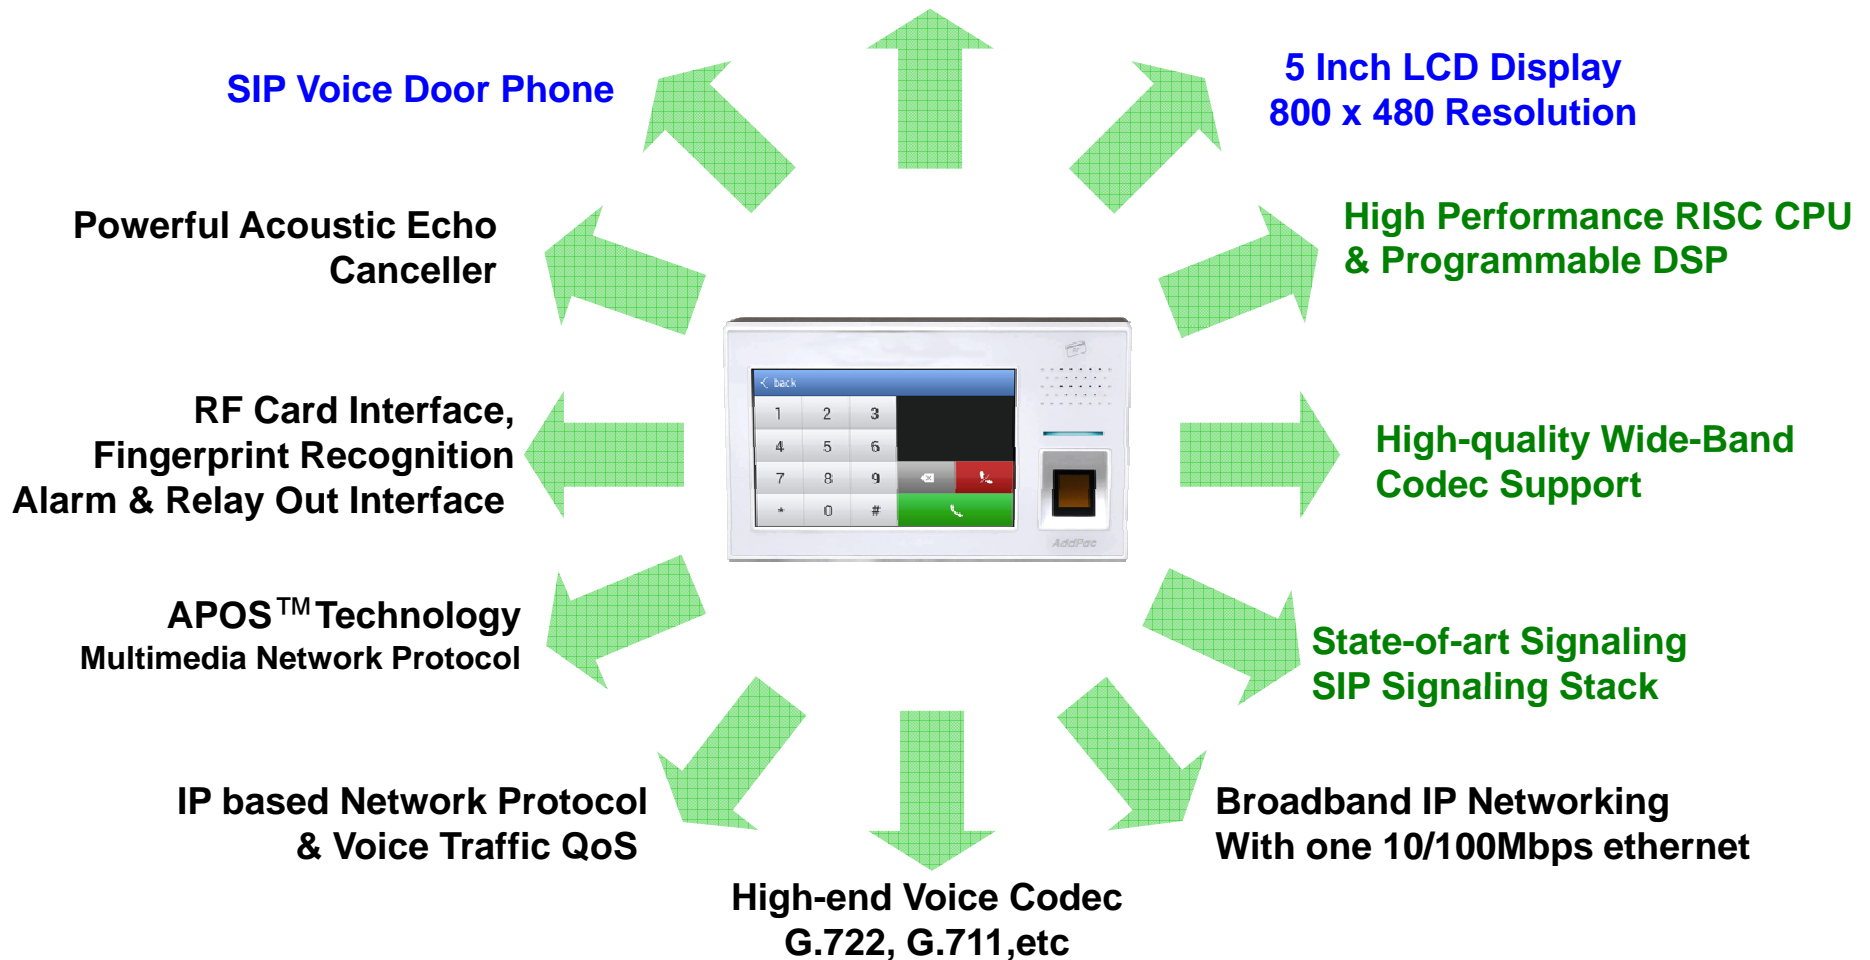 SIP Voice Door Phone
5 Inch LCD Display
800 x 480 Resolution
Powerful Acoustic Echo
Canceller
High Performance RISC CPU
& Programmable DSP
RF Card Interface,
Fingerprint Recognition
Alarm & Relay Out Interface
back
1 2 3
4 5 6
7 8 9
* 0 #
AddPac
High-quality Wide-Band
Codec Support
APOS™Technology
Multimedia Network Protocol
State-of-art Signaling
SIP Signaling Stack
IP based Network Protocol
& Voice Traffic QoS
Broadband IP Networking
With one 10/100Mbps ethernet
High-end Voice Codec
G.722, G.711,etc